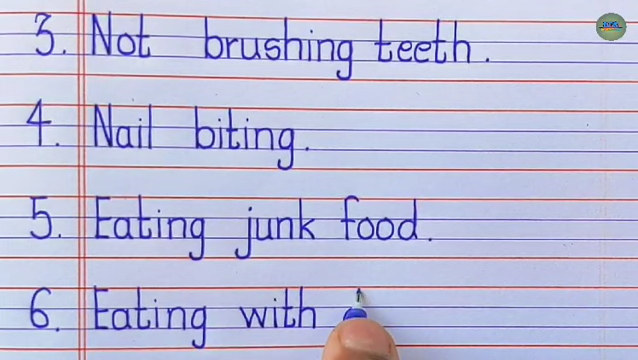 3. Not brushing teeth.
4. Nail biting.
5. Eating junk food.
6. Eating with